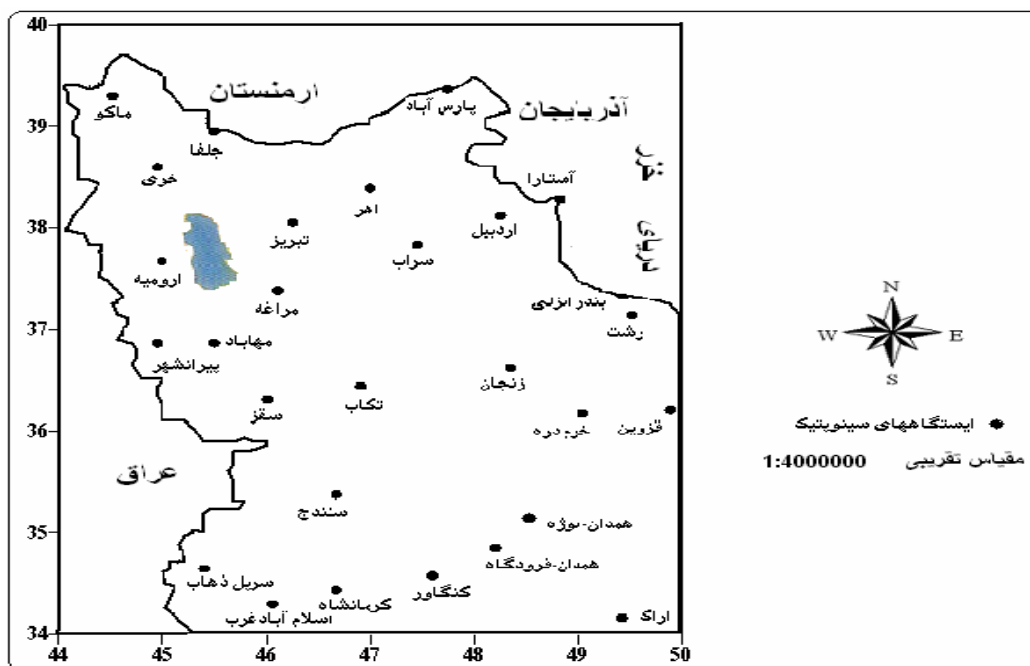 40
ارمنستان
آذربایجان
پارس آباد
ماکو
39
جلفا
خزر
خوی
آستارا
اهر
38
اردبیل
تبریز
سراب
دریای
ارومیه
مراغه
بندر انزلی
37
رشت
مهاباد
پیرانشهر
زنجان
تکاب
سقز
خرم دره
قزوین
36
عراق
سنندج
35
همدان-نوژه
همدان-فرودگاه
سرپل ذهاب
کنگاور
کرمانشاه
اسلام آبادغرب
اراک
34
44 45 46 47 48 49 50
N
W E
S
ایستگاههای سینوپتیک
مقیاس تقریبی 1:4000000